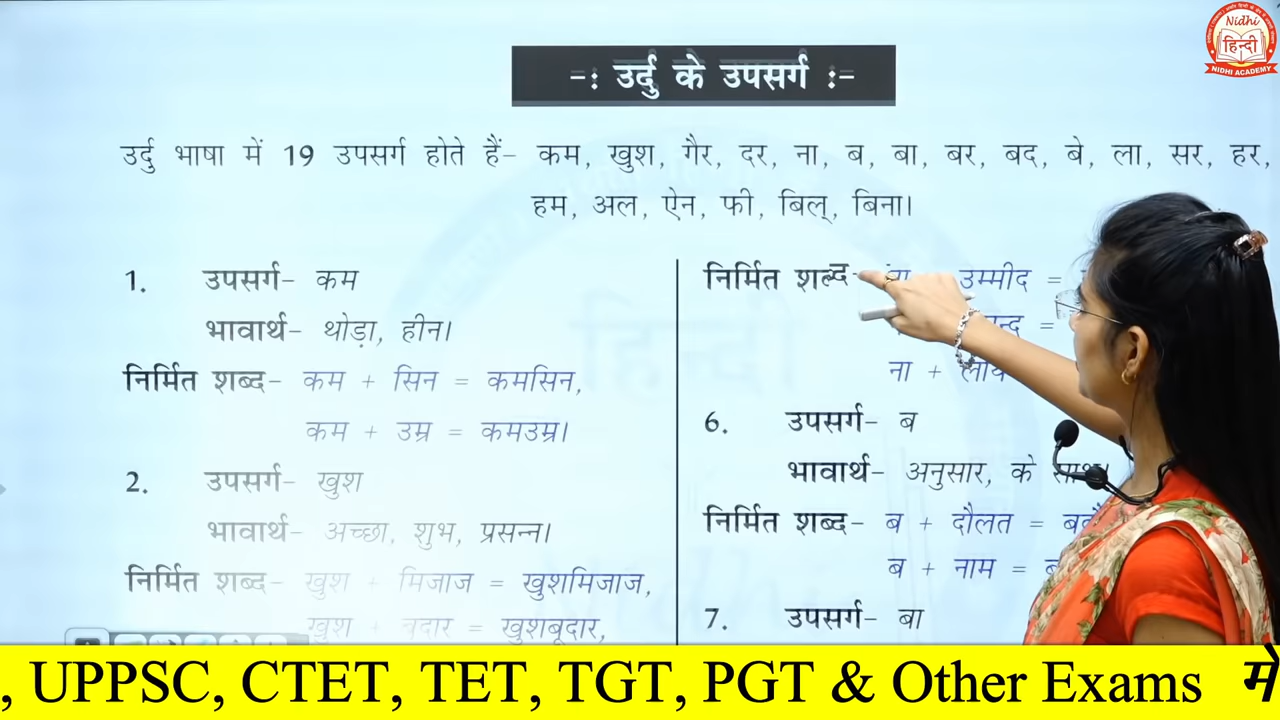 Nidhi
हिन्दी
NIDHI ACADEMY
-: उर्दु के उपसर्ग :-
उर्दु भाषा में 19 उपसर्ग होते हैं- कम, खुश, गैर, दर, ना, ब, बा, बर, बद, बे, ला, सर, हर,
हम, अल, ऐन, फी, बिल्, बिना।
1. उपसर्ग- कम
भावार्थ- थोड़ा, हीन।
निर्मित शब्द- कम + सिन = कमसिन,
कम + उम्र = कमउम्र।
2. उपसर्ग- खुश
भावार्थ- अच्छा, शुभ, प्रसन्न।
निर्मित शब्द- खुश + मिजाज = खुशमिजाज,
खुश + = खुशबूदार,
निर्मित उम्मीद =
=
ना +
6. उपसर्ग- ब
भावार्थ- अनुसार, के
निर्मित शब्द- ब + दौलत =
ब + नाम =
7. उपसर्ग- बा
, UPPSC, CTET, TET, TGT, PGT & Other Exams मे